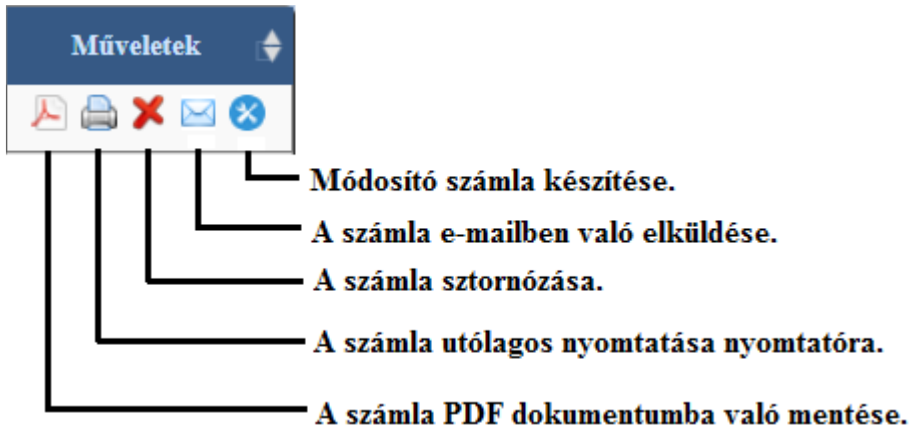 Műveletek
Módosító számla készítése.
A számla e-mailben való elküldése.
A számla sztornózása.
A számla utólagos nyomtatása nyomtatóra.
A számla PDF dokumentumba való mentése.